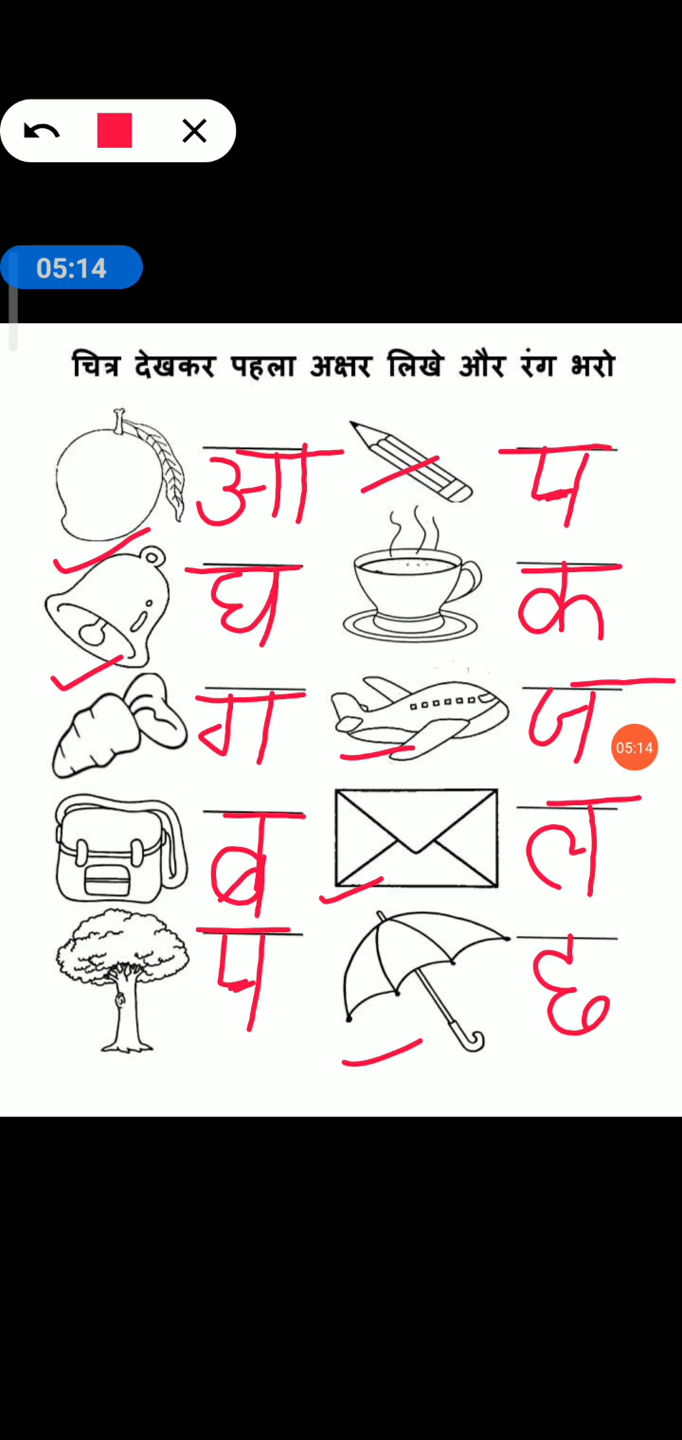 05:14
चित्र देखकर पहला अक्षर लिखे और रंग भरो
आ प
घ क
ग ज
05:14
ब ल
प छ